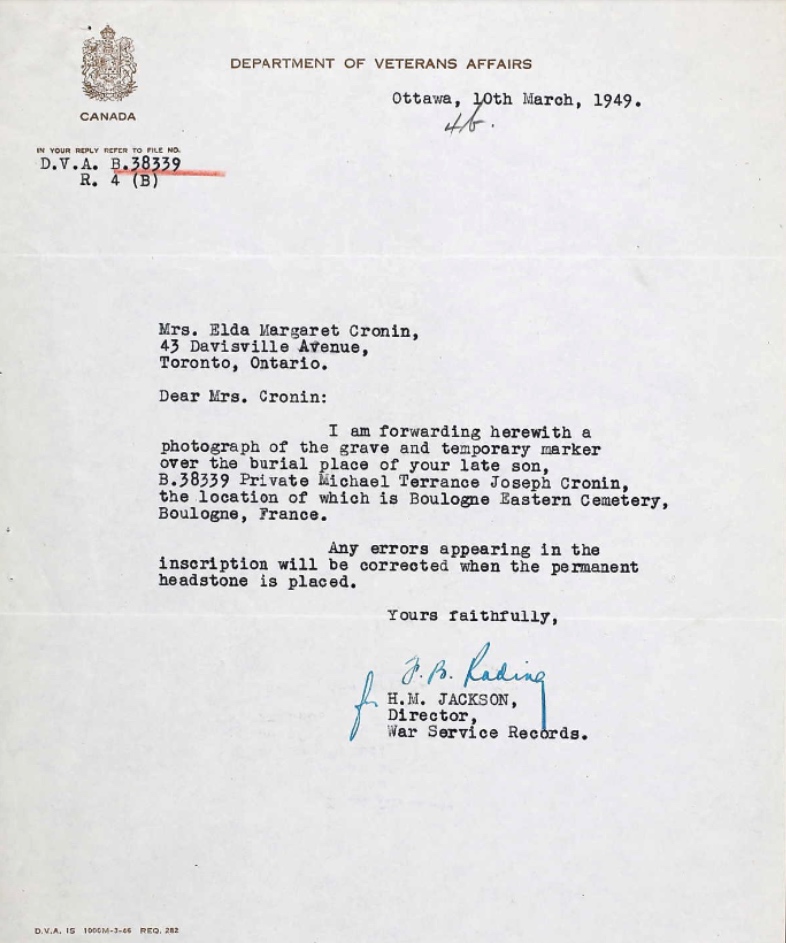 DEPARTMENT OF VETERANS AFFAIRS
CANADA
Ottawa, 10th March, 1949.
IN YOUR REPLY REFER TO FILE NO.
D.V.A. B.38339
R. 4 (B)
Mrs. Elda Margaret Cronin,
43 Davisville Avenue,
Toronto, Ontario.
Dear Mrs. Cronin:
I am forwarding herewith a
photograph of the grave and temporary marker
over the burial place of your late son,
B.38339 Private Michael Terrance Joseph Cronin,
the location of which is Boulogne Eastern Cemetery,
Boulogne, France.
Any errors appearing in the
inscription will be corrected when the permanent
headstone is placed.
Yours faithfully,
for
H.M. JACKSON,
Director,
War Service Records.
D.V.A. 15 1000M-3-46 REQ. 282